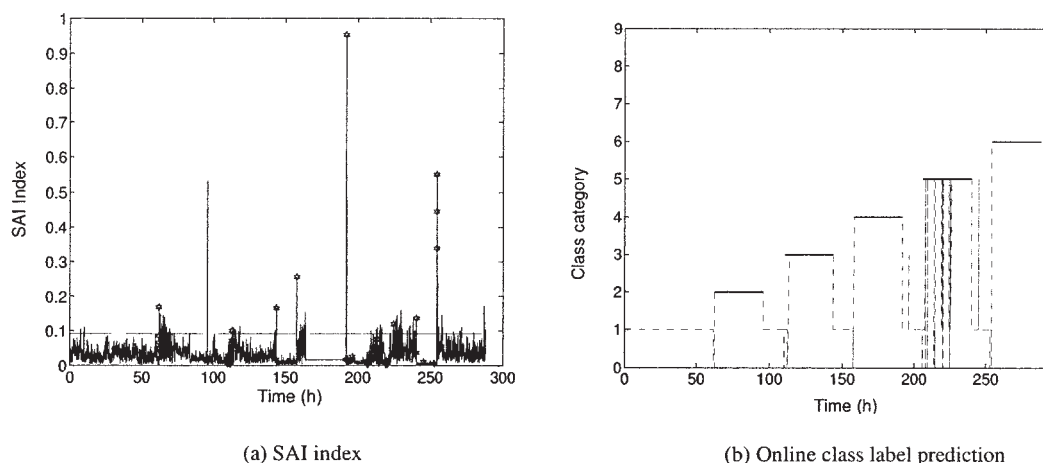 1
0.9
0.8
0.7
0.6
0.5
0.4
0.3
0.2
0.1
0
SAI Index
0 50 100 150 200 250 300
Time (h)
(a) SAI index
9
8
7
6
5
4
3
2
1
0
Class category
0 50 100 150 200 250
Time (h)
(b) Online class label prediction